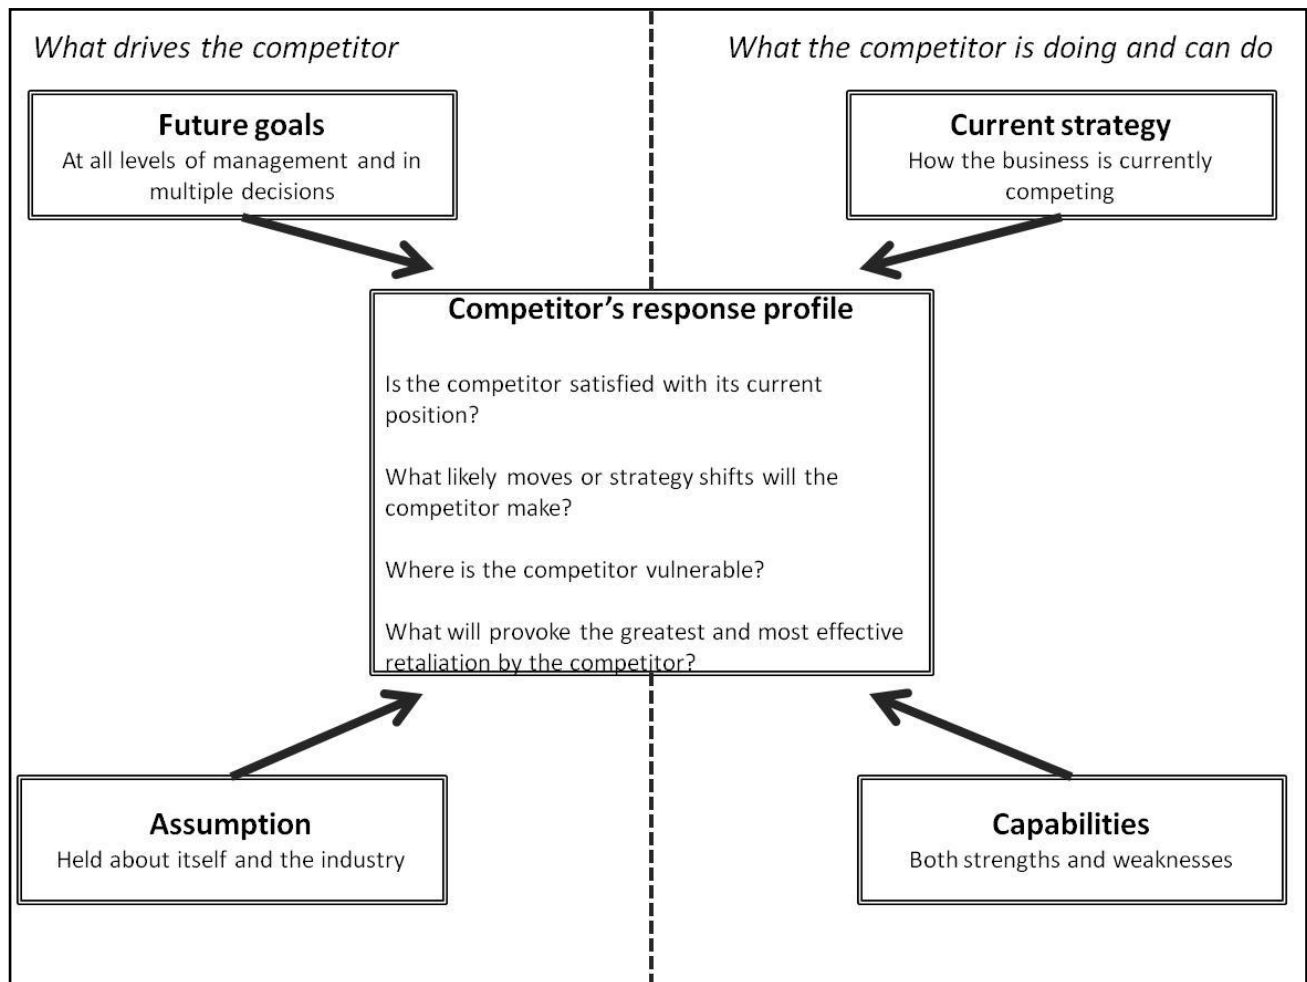 What drives the competitor
What the competitor is doing and can do
Future goals
At all levels of management and in
multiple decisions
Current strategy
How the business is currently
competing
Competitor’s response profile
Is the competitor satisfied with its current
position?
What likely moves or strategy shifts will the
competitor make?
Where is the competitor vulnerable?
What will provoke the greatest and most effective
retaliation by the competitor?
Assumption
Held about itself and the industry
Capabilities
Both strengths and weaknesses